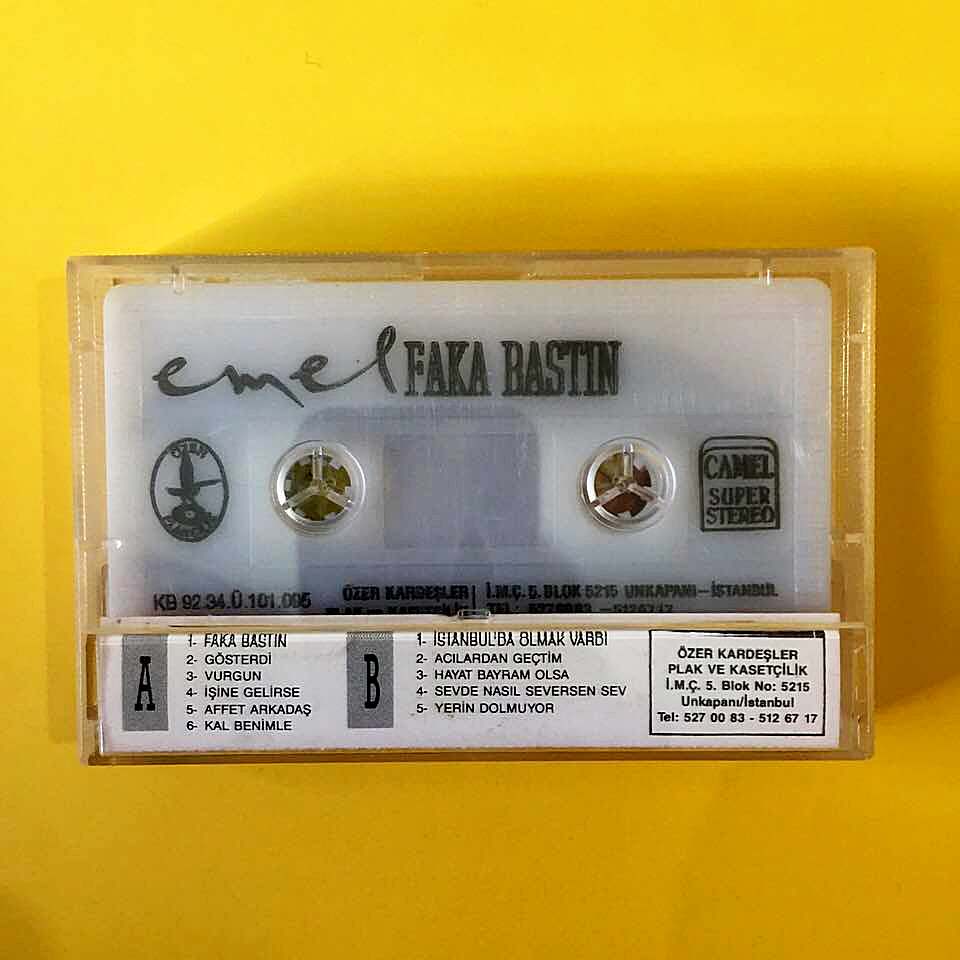 emel FAKA BASTIN
ÖZER
CAMEL
SUPER
STEREO
KB 92.34.Ü.101.095
ÖZER KARDEŞLER
İ.M.Ç. 5. BLOK 5215 UNKAPANI-İSTANBUL
A
1- FAKA BASTIN
2- GÖSTERDİ
3- VURGUN
4- İŞİNE GELİRSE
5- AFFET ARKADAŞ
6- KAL BENİMLE
B
1- İSTANBUL'DA OLMAK VARDI
2- ACILARDAN GEÇTİM
3- HAYAT BAYRAM OLSA
4- SEVDE NASIL SEVERSEN SEV
5- YERİN DOLMUYOR
ÖZER KARDEŞLER
PLAK VE KASETÇİLİK
İ.M.Ç. 5. Blok No: 5215
Unkapanı/İstanbul
Tel: 527 00 83 - 512 67 17